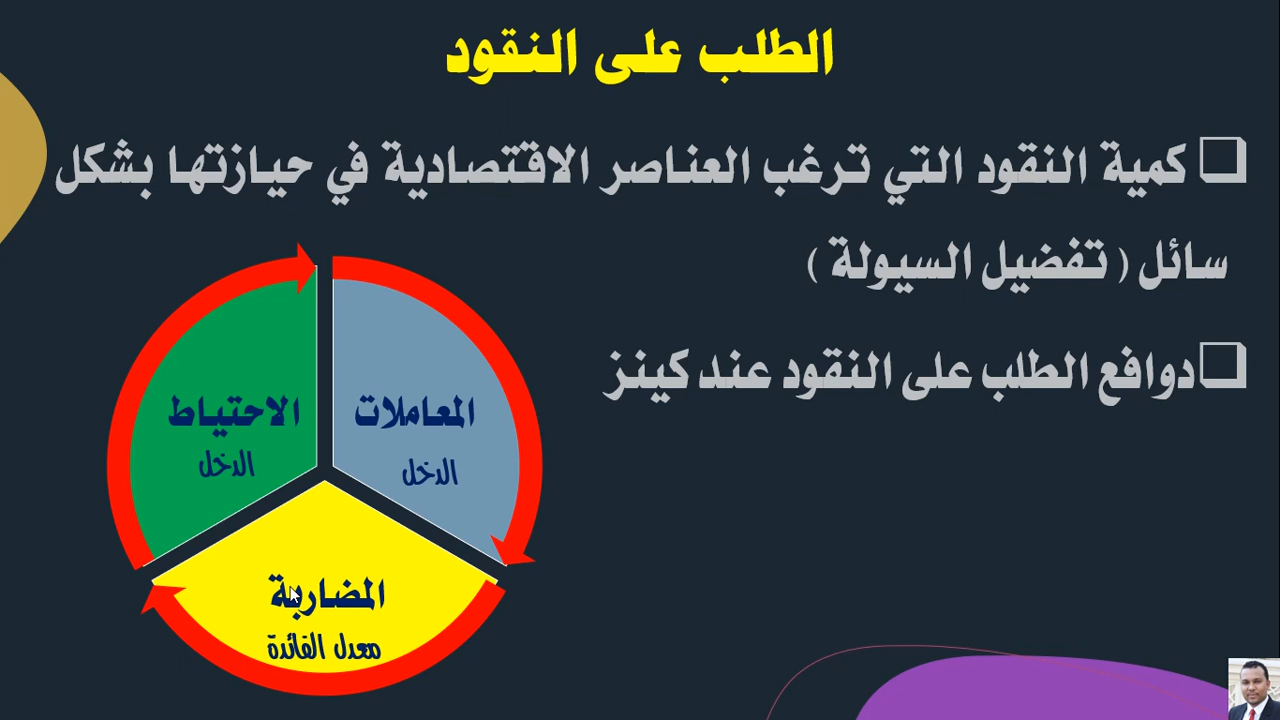 الطلب على النقود
كمية النقود التي ترغب العناصر الاقتصادية في حيازتها بشكل
سائل ( تفضيل السيولة )
دوافع الطلب على النقود عند كينز
المعاملات
الدخل
الاحتياط
الدخل
المضاربة
معدل الفائدة